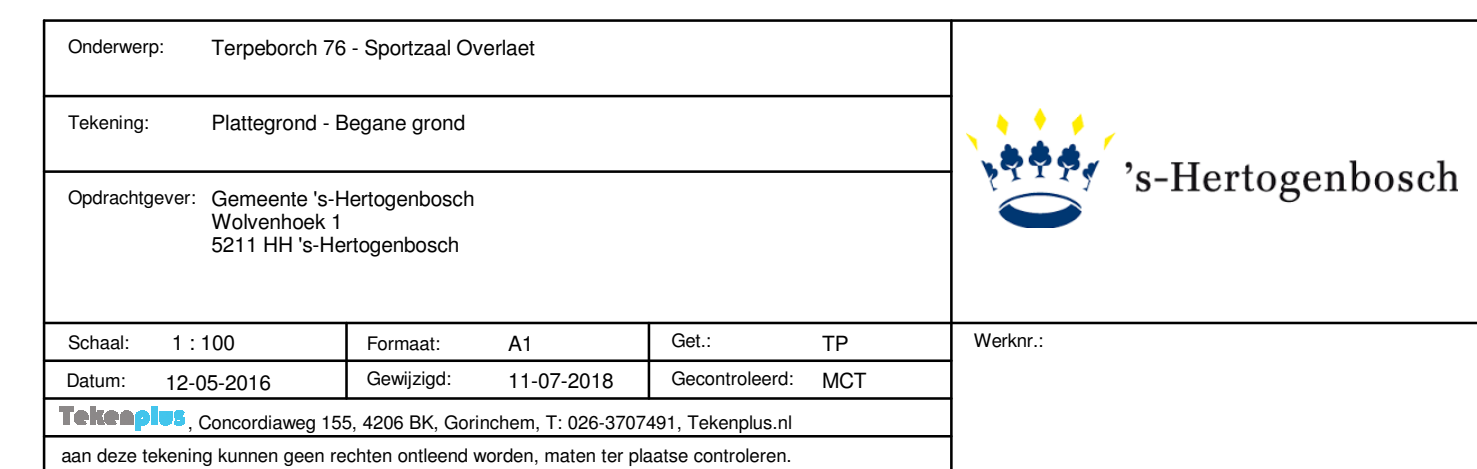 Onderwerp: Terpeborch 76 - Sportzaal Overlaet
Tekening: Plattegrond - Begane grond
Opdrachtgever: Gemeente 's-Hertogenbosch
Wolvenhoek 1
5211 HH 's-Hertogenbosch
's-Hertogenbosch
Schaal: 1 : 100 Formaat: A1 Get.: TP Werknr.:
Datum: 12-05-2016 Gewijzigd: 11-07-2018 Gecontroleerd: MCT
Tekenplus, Concordiaweg 155, 4206 BK, Gorinchem, T: 026-3707491, Tekenplus.nl
aan deze tekening kunnen geen rechten ontleend worden, maten ter plaatse controleren.